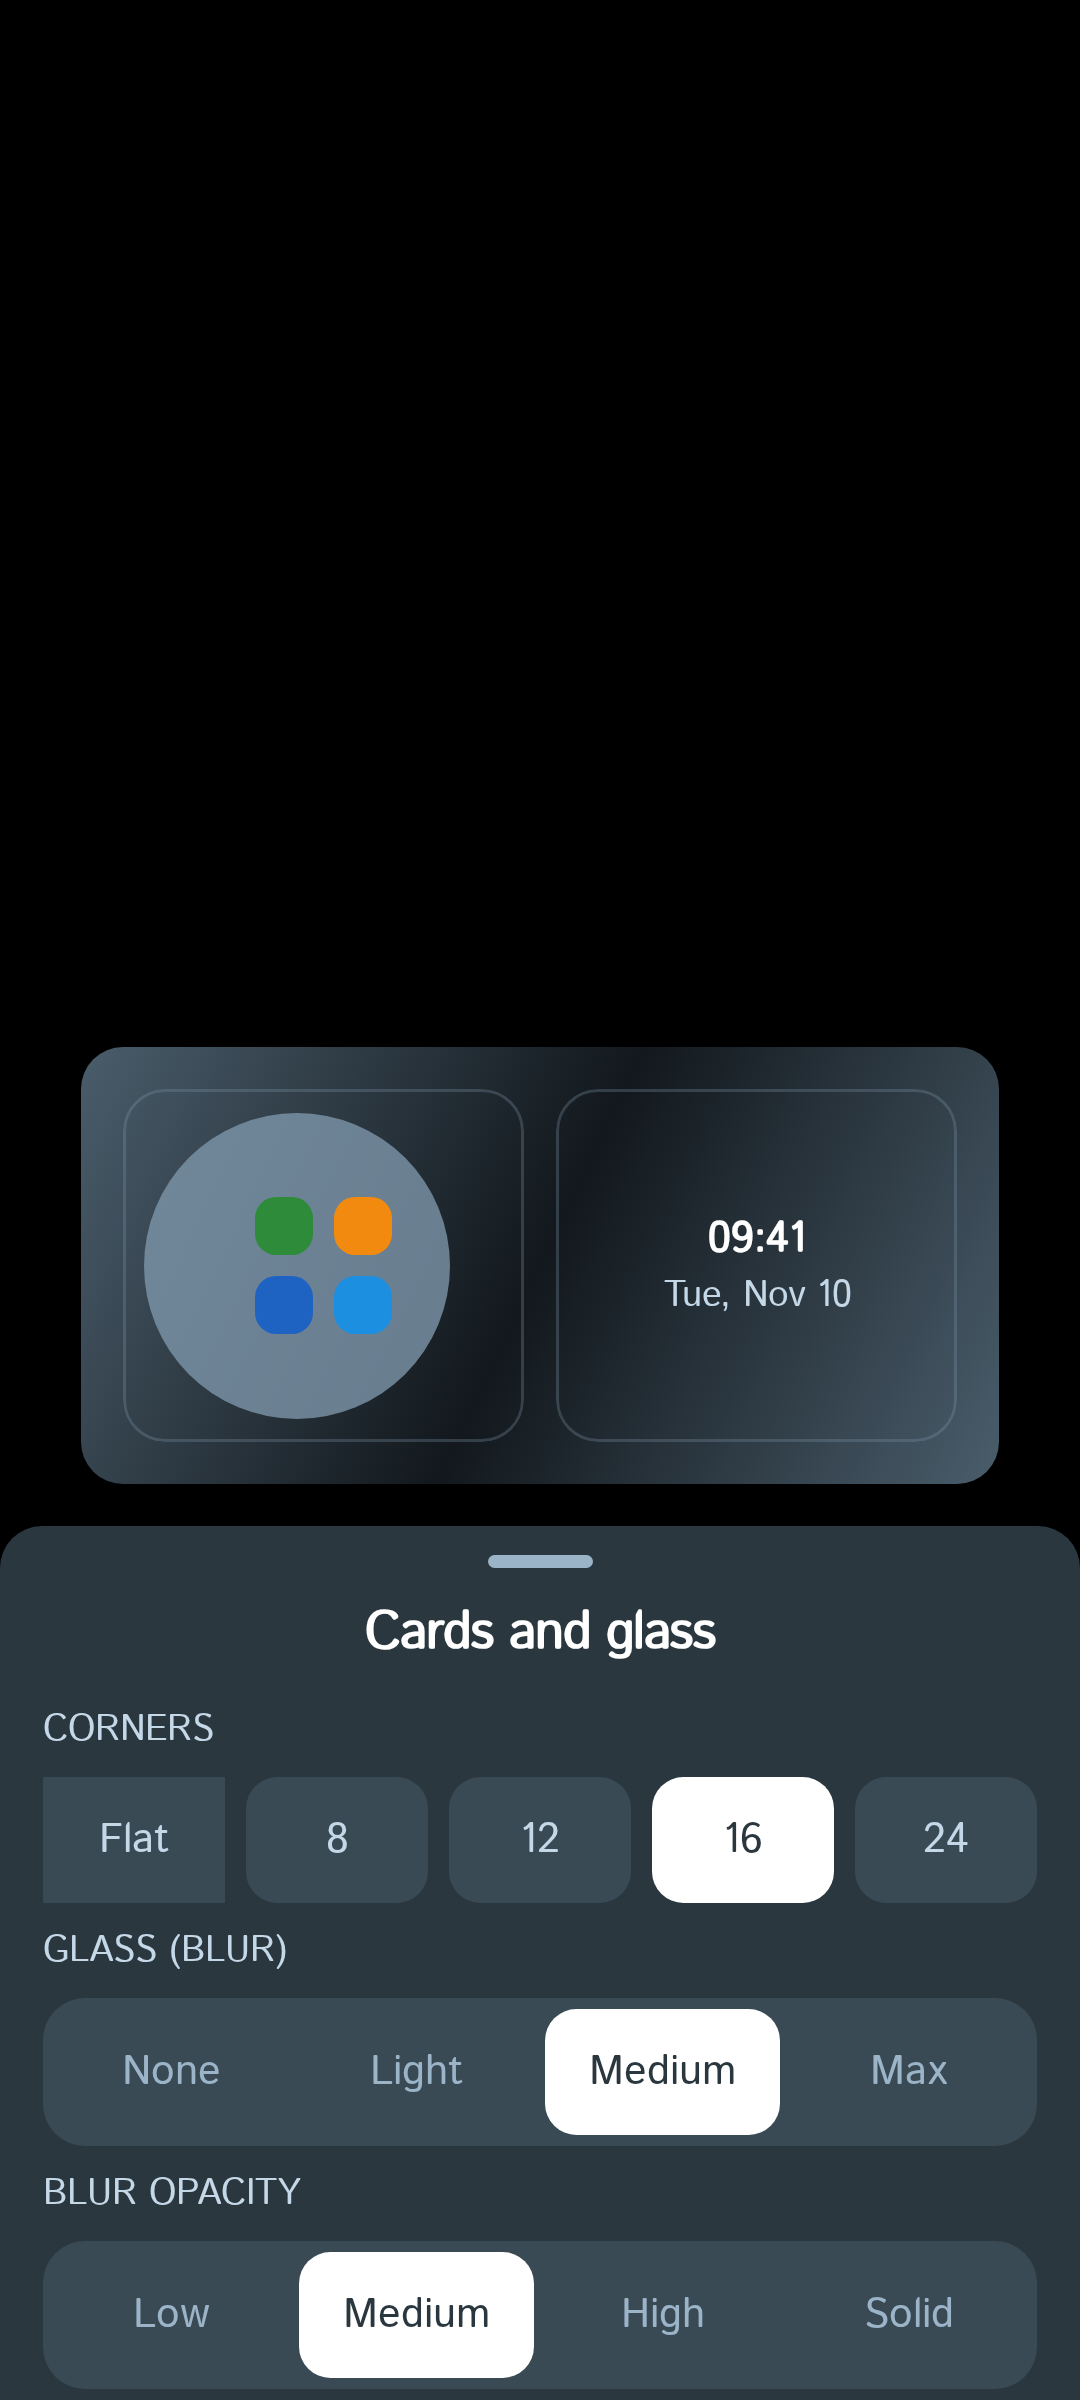 09:41
Tue, Nov 10
Cards and glass
CORNERS
Flat 8 12 16 24
GLASS (BLUR)
None Light Medium Max
BLUR OPACITY
Low Medium High Solid